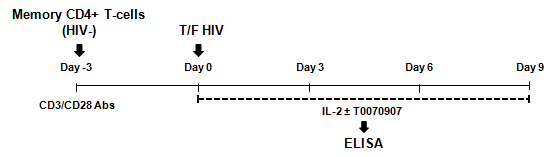 Memory CD4+ T-cells
(HIV-)
T/F HIV
Day -3
Day 0
Day 3
Day 6
Day 9
CD3/CD28 Abs
IL-2 ± T0070907
ELISA